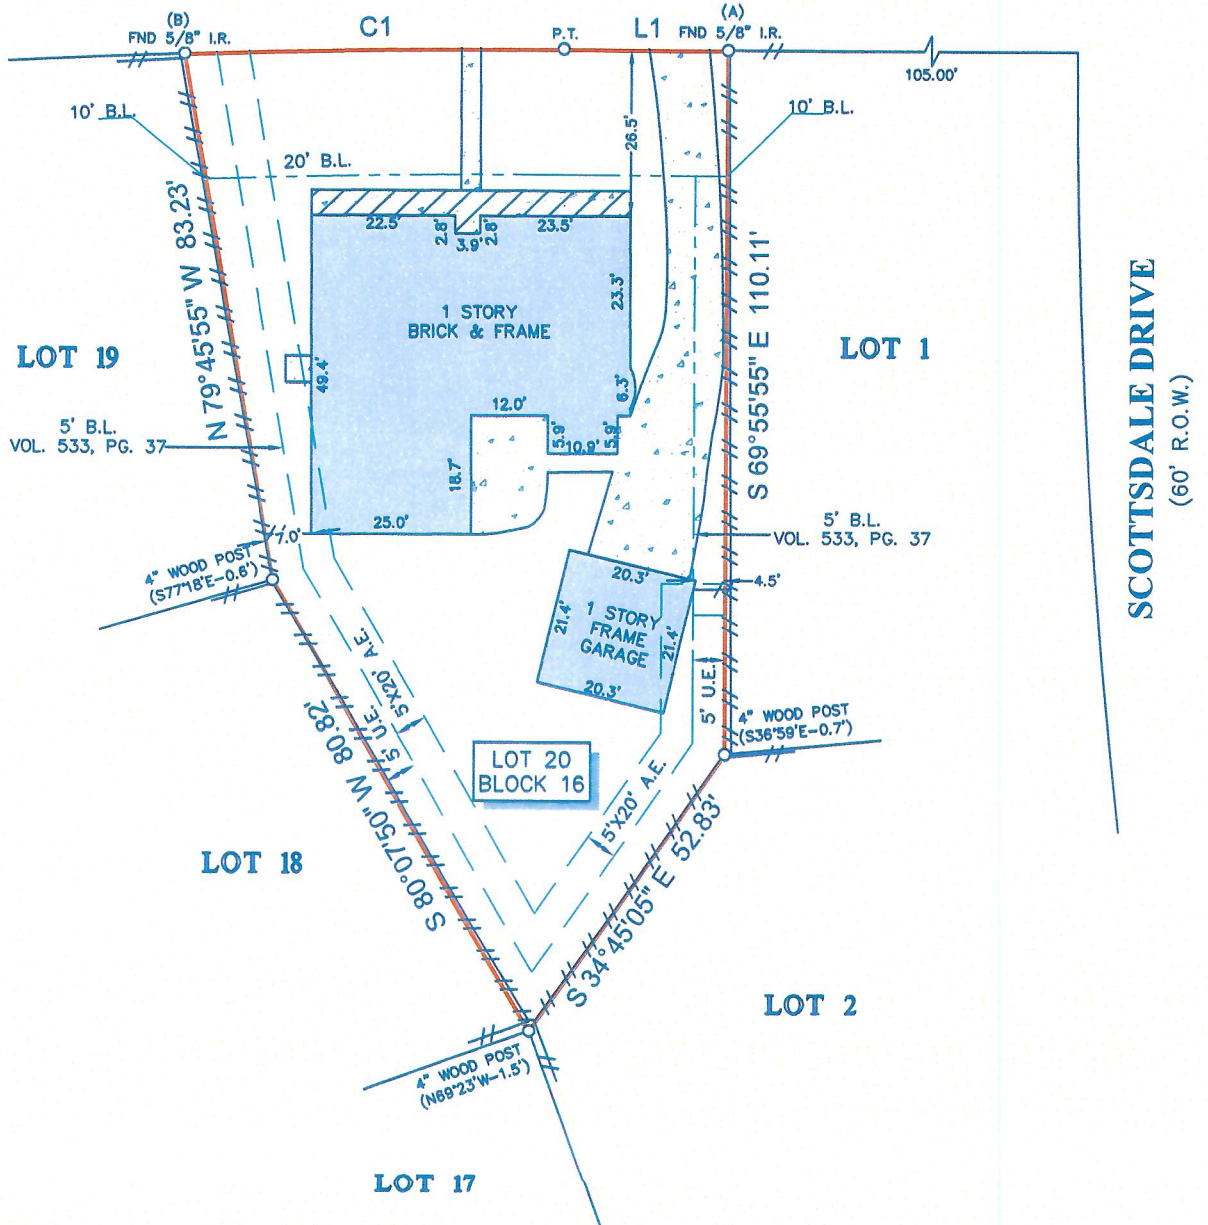 (B)
FND 5/8" I.R.
C1
P.T.
L1
(A)
FND 5/8" I.R.
105.00'
10' B.L.
10' B.L.
20' B.L.
26.5'
22.5'
2.8'
3.9'
2.8'
23.5'
N 79°45'55" W 83.23'
1 STORY
BRICK & FRAME
23.3'
S 69°55'55" E 110.11'
LOT 19
LOT 1
SCOTTSDALE DRIVE
(60' R.O.W.)
49.4'
6.3'
12.0'
5' B.L.
VOL. 533, PG. 37
5.9'
10.9'
5.9'
18.7'
25.0'
7.0'
5' B.L.
VOL. 533, PG. 37
4" WOOD POST
(S77°18'E-0.6')
20.3'
4.5'
1 STORY
FRAME
GARAGE
21.4'
21.4'
20.3'
5' U.E.
5'X20' A.E.
5' U.E.
4" WOOD POST
(S36°59'E-0.7')
S 80°07'50" W 80.82'
LOT 20
BLOCK 16
5'X20' A.E.
S 34°45'05" E 52.83'
LOT 18
LOT 2
4" WOOD POST
(N69°23'W-1.5')
LOT 17